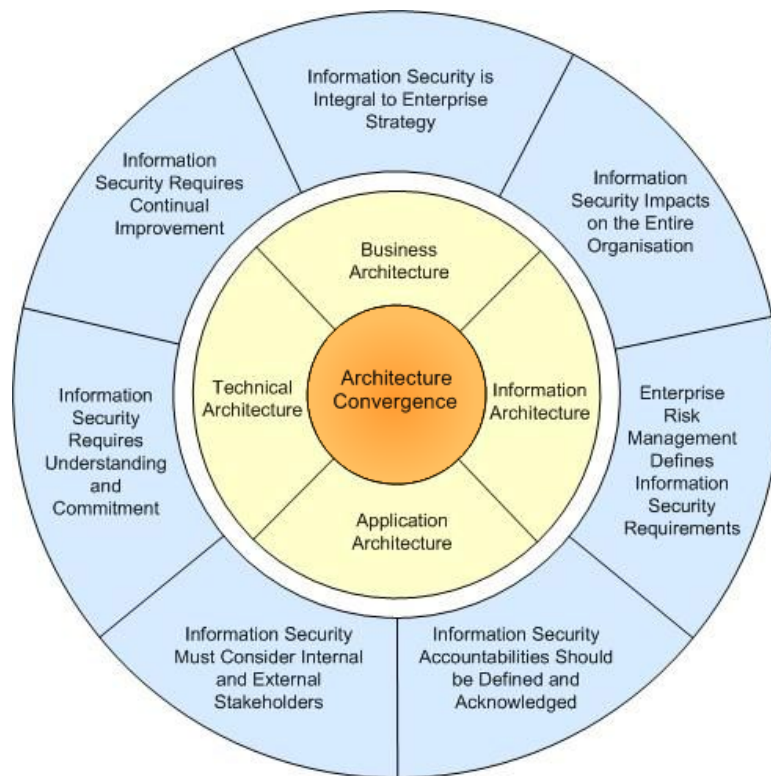 Information Security is
Integral to Enterprise
Strategy
Information
Security Impacts
on the Entire
Organisation
Enterprise
Risk
Management
Defines
Information
Security
Requirements
Information Security
Accountabilities Should
be Defined and
Acknowledged
Information Security
Must Consider Internal
and External
Stakeholders
Information
Security
Requires
Understanding
and
Commitment
Information
Security Requires
Continual
Improvement
Business
Architecture
Information
Architecture
Application
Architecture
Technical
Architecture
Architecture
Convergence